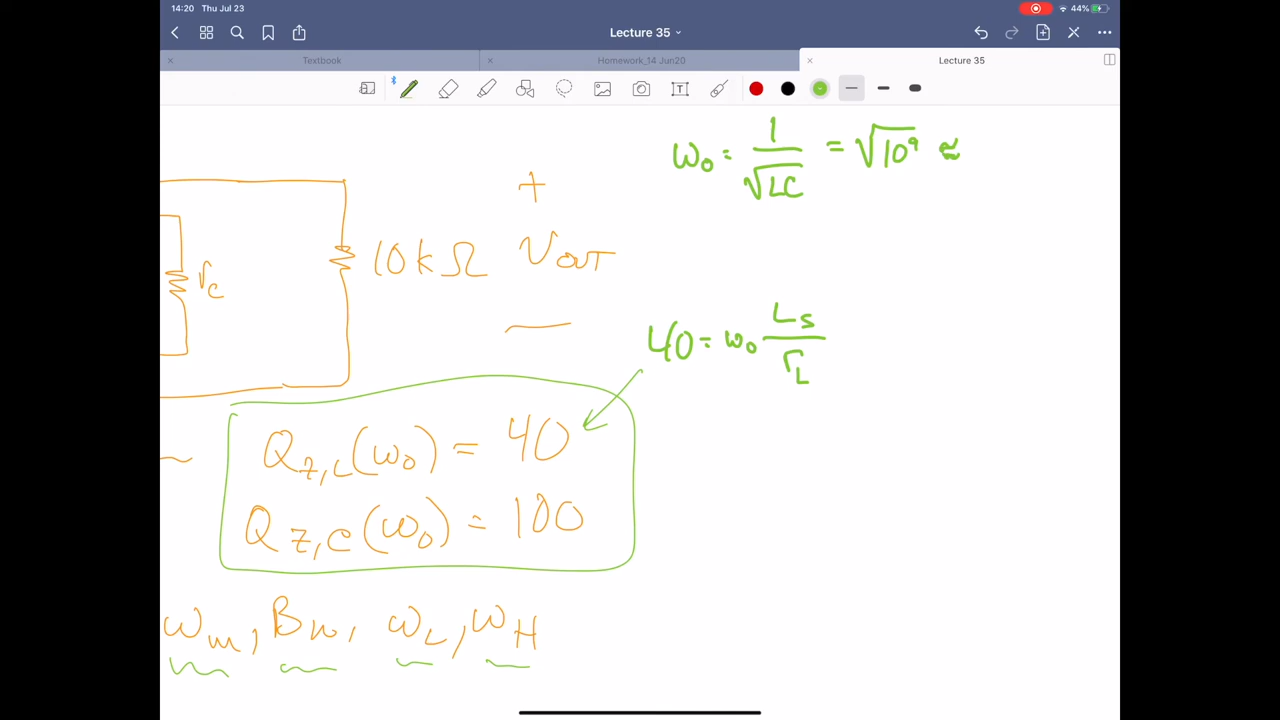 14:20 Thu Jul 23
44%
Lecture 35
Textbook
Homework_14 Jun20
Lecture 35
T
ω₀ = 1/√LC = √10⁹ ≈
+
10kΩ V_OUT
r_C
—
40 = ω₀ L_S/r_L
Q_Z,L(ω₀) = 40
Q_Z,C(ω₀) = 100
ω_m, BW, ω_L, ω_H